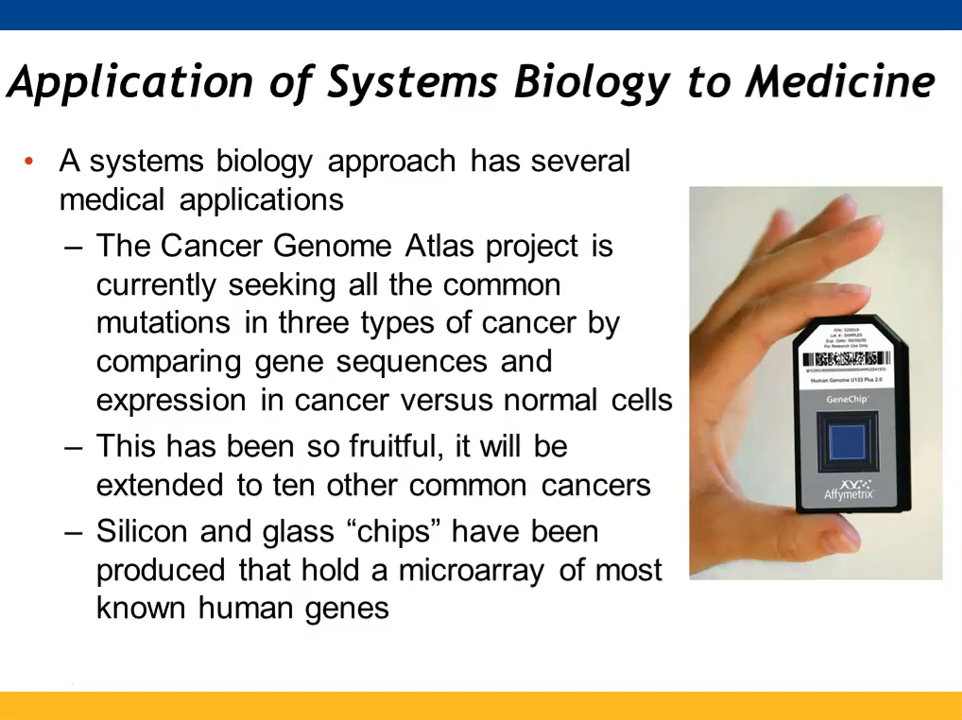 Application of Systems Biology to Medicine
• A systems biology approach has several
medical applications
– The Cancer Genome Atlas project is
currently seeking all the common
mutations in three types of cancer by
comparing gene sequences and
expression in cancer versus normal cells
– This has been so fruitful, it will be
extended to ten other common cancers
– Silicon and glass “chips” have been
produced that hold a microarray of most
known human genes
For Research Use Only
Human Genome U133 Plus 2.0
GeneChip
Affymetrix